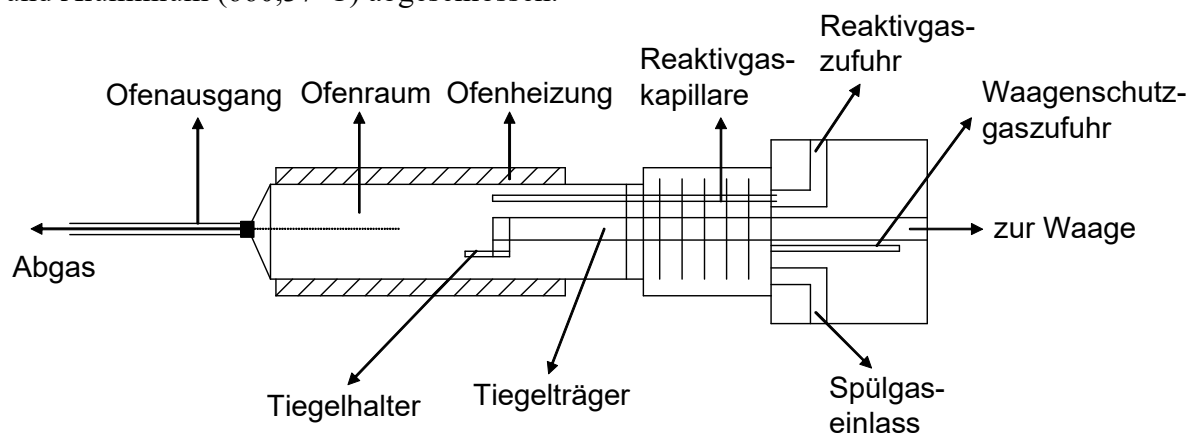 und Aluminium (660,37 °C) abgeschlossen.
Reaktivgas-
zufuhr
Reaktivgas-
kapillare
Ofenausgang
Ofenraum
Ofenheizung
Waagenschutz-
gaszufuhr
zur Waage
Abgas
Tiegelhalter
Tiegelträger
Spülgas-
einlass